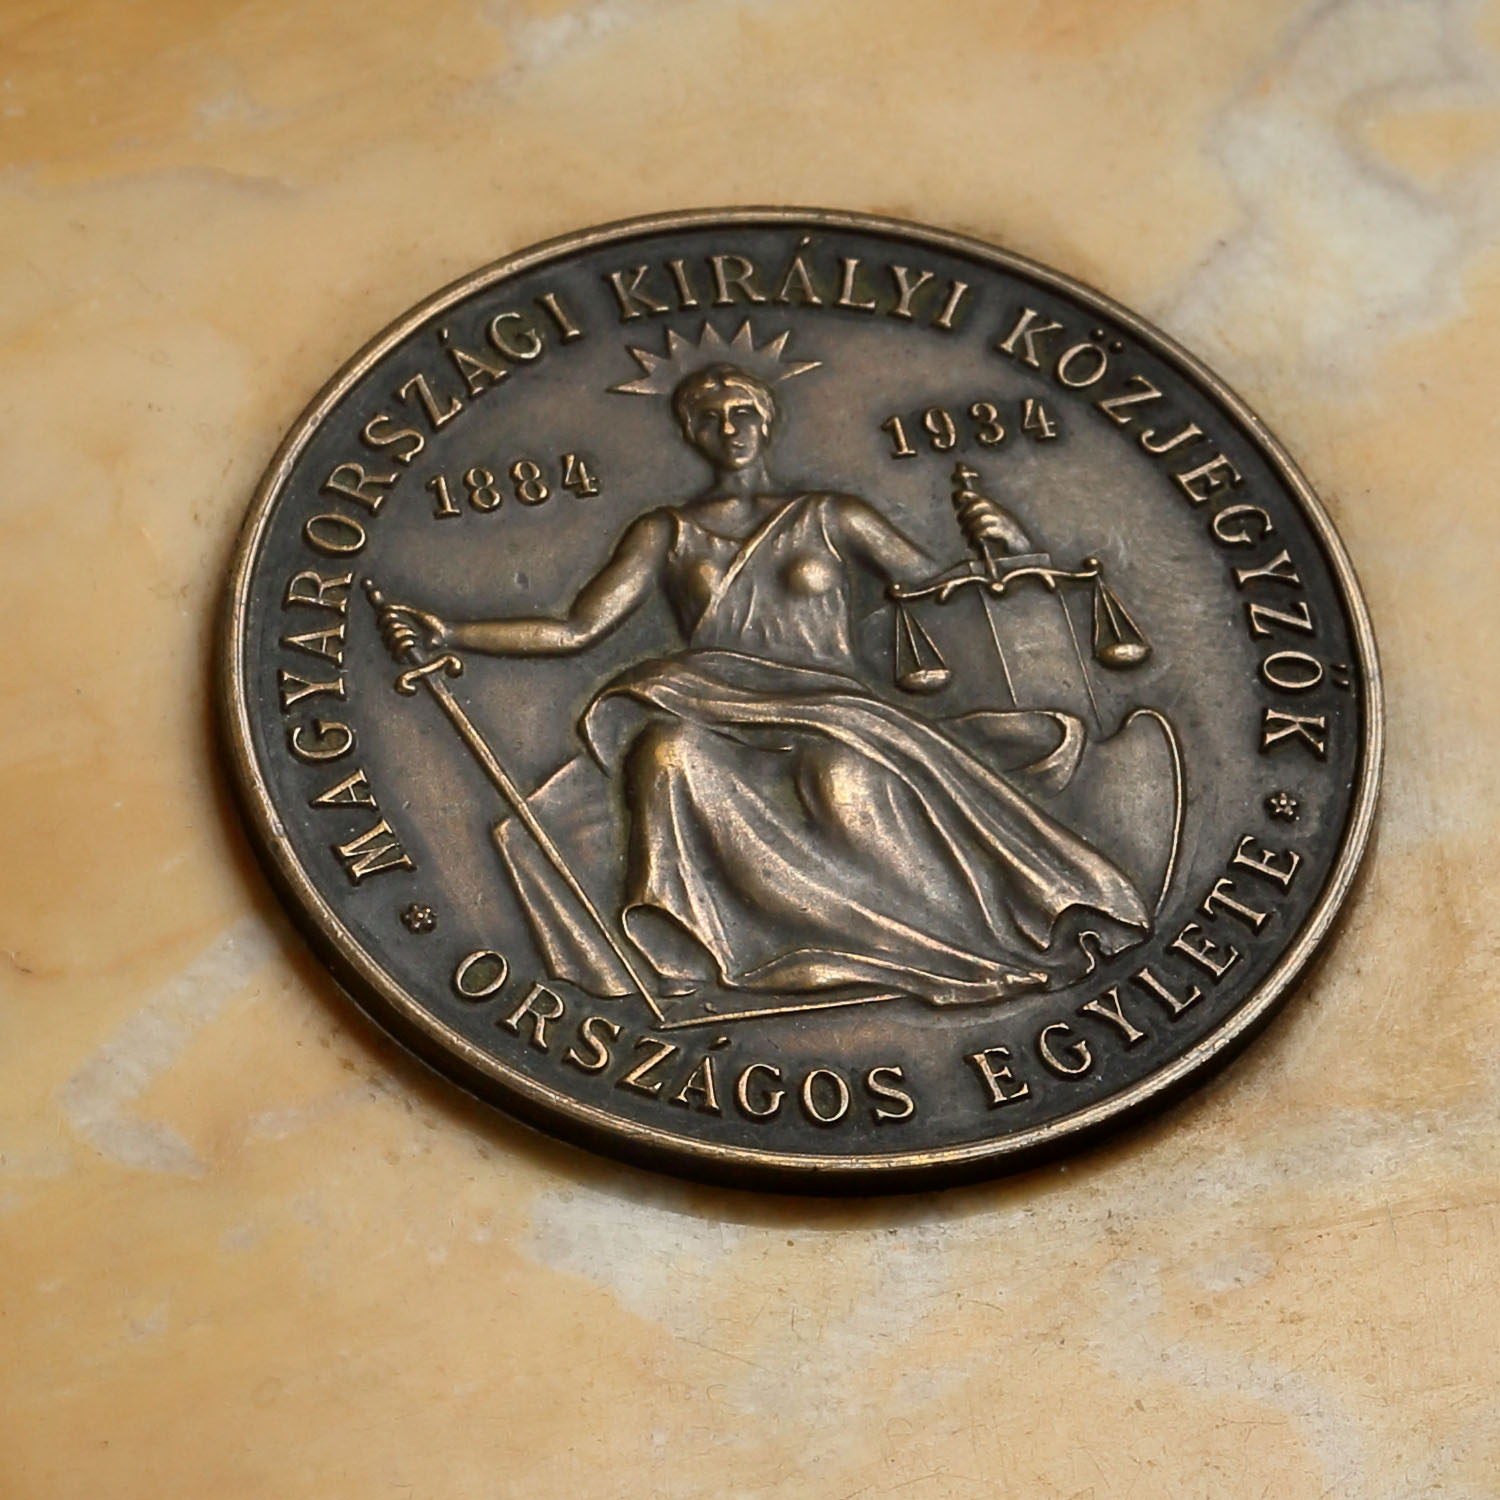 MAGYARORSZÁGI KIRÁLYI KÖZJEGYZŐK
1884 1934
* ORSZÁGOS EGYLETE *